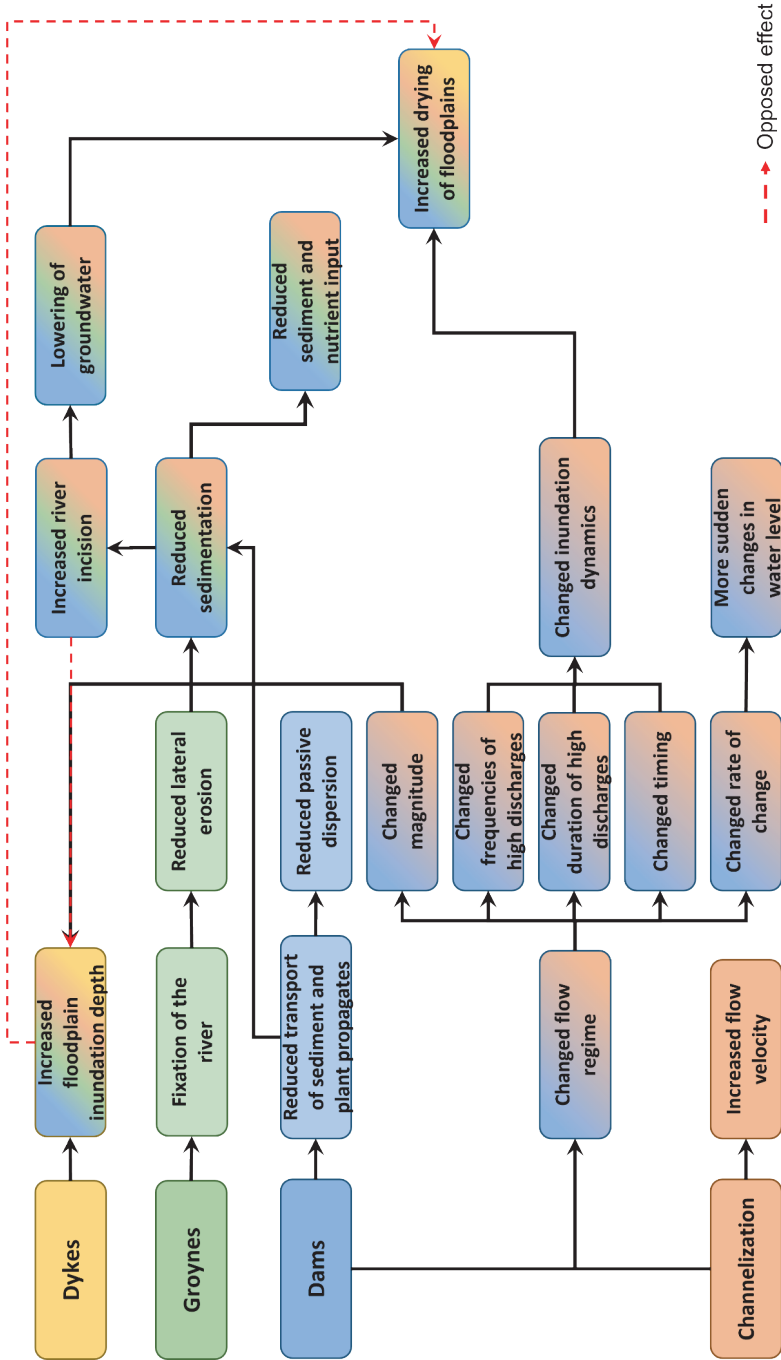 Dykes
Increased
floodplain
inundation depth
Increased river
incision
Lowering of
groundwater
Groynes
Fixation of the
river
Reduced lateral
erosion
Reduced
sedimentation
Reduced
sediment and
nutrient input
Dams
Reduced transport
of sediment and
plant propagates
Reduced passive
dispersion
Changed
magnitude
Increased drying
of floodplains
Changed
frequencies of
high discharges
Changed flow
regime
Changed
duration of high
discharges
Changed inundation
dynamics
Changed timing
Channelization
Increased flow
velocity
Changed rate of
change
More sudden
changes in
water level
Opposed effect